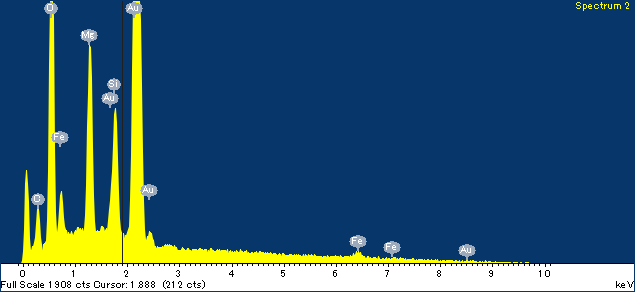 Spectrum 2
O
Au
Mg
Si
Au
Fe
Au
Fe
Fe
Au
0 1 2 3 4 5 6 7 8 9 10
Full Scale 1908 cts Cursor: 1.888 (212 cts) keV